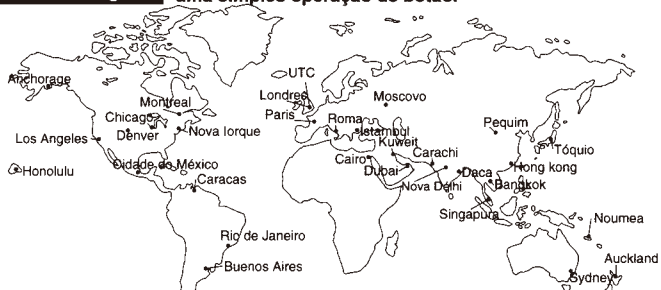 uma simples operação do botão.
UTC
Anchorage
Londres
Moscovo
Montreal
Chicago
Paris
Roma
Pequim
Los Angeles
Denver
Nova Iorque
Istambul
Kuweit
Tóquio
Cairo
Carachi
Honolulu
Cidade do México
Dubai
Daca
Hong kong
Caracas
Nova Délhi
Bangkok
Singapura
Noumea
Rio de Janeiro
Buenos Aires
Auckland
Sydney